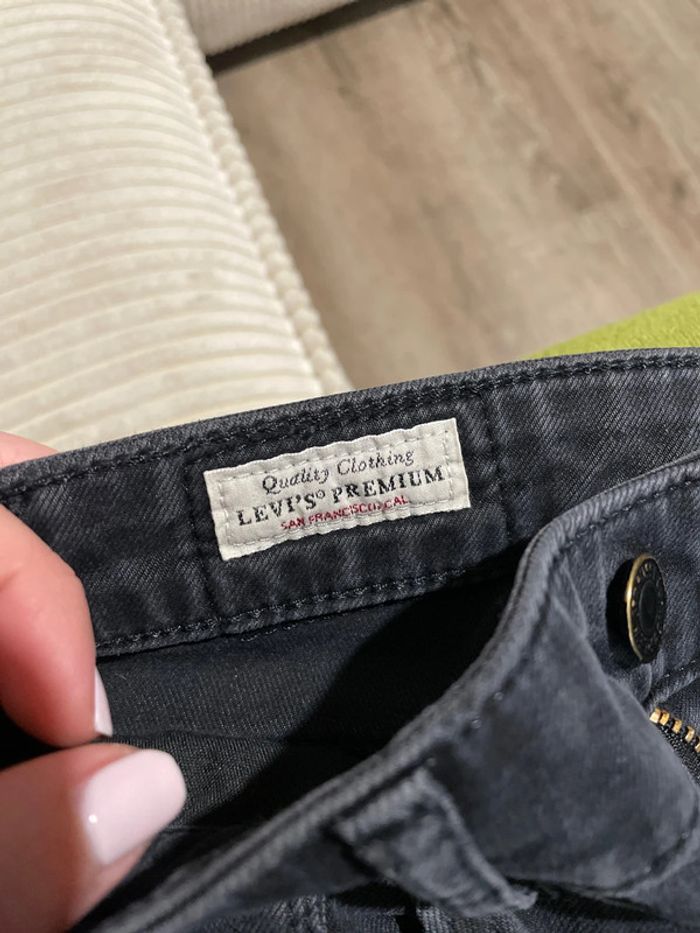 Quality Clothing
LEVI'S® PREMIUM
SAN FRANCISCO, CAL.